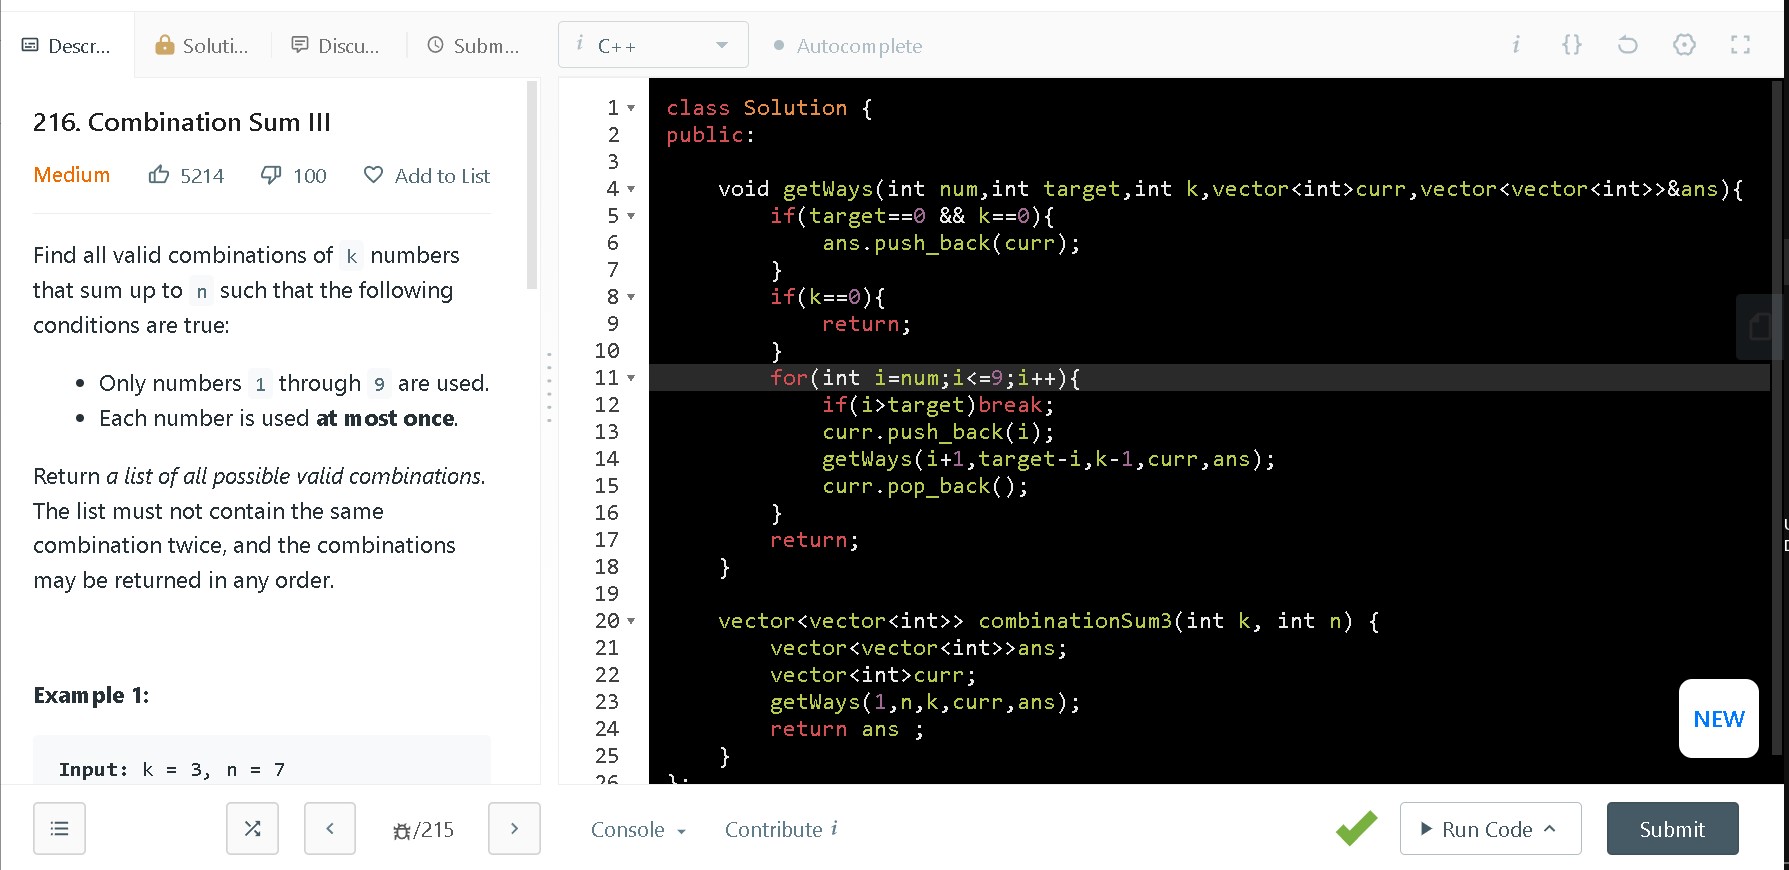 Descr...
Soluti...
Discu...
Subm...
i C++
Autocomplete
i {}
216. Combination Sum III
Medium 5214 100 Add to List
Find all valid combinations of k numbers
that sum up to n such that the following
conditions are true:
• Only numbers 1 through 9 are used.
• Each number is used at most once.
Return a list of all possible valid combinations.
The list must not contain the same
combination twice, and the combinations
may be returned in any order.
Example 1:
Input: k = 3, n = 7
1 class Solution {
2 public:
3
4 void getWays(int num,int target,int k,vector<int>curr,vector<vector<int>>&ans){
5 if(target==0 && k==0){
6 ans.push_back(curr);
7 }
8 if(k==0){
9 return;
10 }
11 for(int i=num;i<=9;i++){
12 if(i>target)break;
13 curr.push_back(i);
14 getWays(i+1,target-i,k-1,curr,ans);
15 curr.pop_back();
16 }
17 return;
18 }
19
20 vector<vector<int>> combinationSum3(int k, int n) {
21 vector<vector<int>>ans;
22 vector<int>curr;
23 getWays(1,n,k,curr,ans);
24 return ans ;
25 }
26 };
NEW
/215
Console
Contribute i
Run Code
Submit